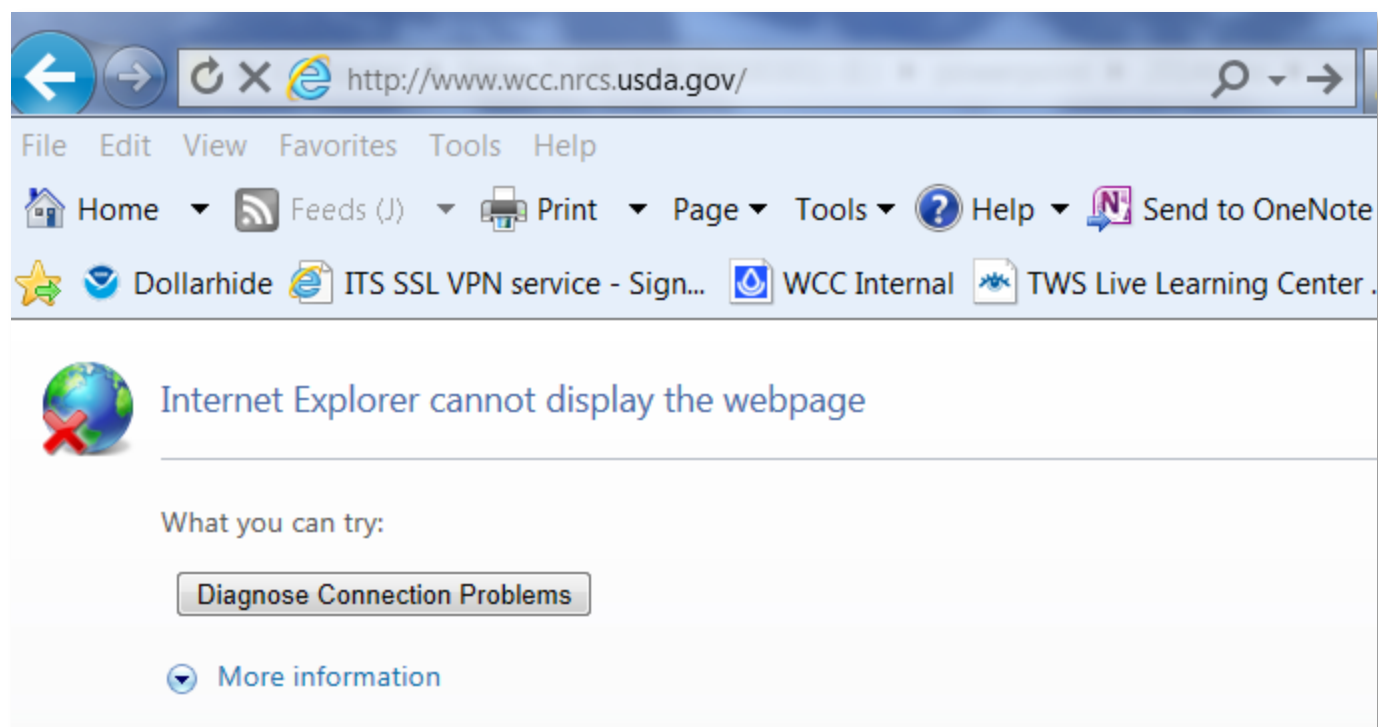 http://www.wcc.nrcs.usda.gov/
File Edit View Favorites Tools Help
Home Feeds (J) Print Page Tools Help Send to OneNote
Dollarhide ITS SSL VPN service - Sign... WCC Internal TWS Live Learning Center .
Internet Explorer cannot display the webpage
What you can try:
Diagnose Connection Problems
More information